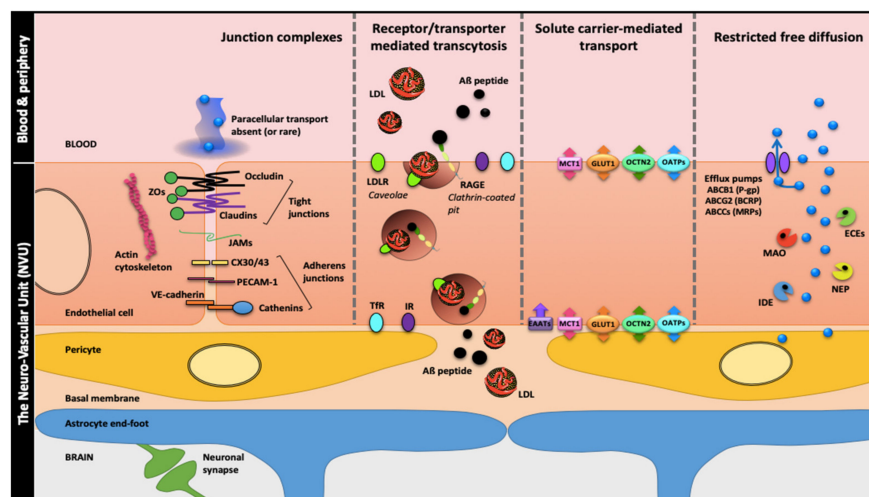 Blood & periphery
The Neuro-Vascular Unit (NVU)
Junction complexes
Receptor/transporter
mediated transcytosis
Solute carrier-mediated
transport
Restricted free diffusion
BLOOD
Paracellular transport
absent (or rare)
ZOs
Occludin
Claudins
Tight
junctions
JAMs
Actin
cytoskeleton
CX30/43
PECAM-1
Adherens
junctions
VE-cadherin
Cathenins
Endothelial cell
LDL
Aß peptide
LDLR
Caveolae
RAGE
Clathrin-coated
pit
TfR
IR
Aß peptide
LDL
MCT1
GLUT1
OCTN2
OATPs
EAATs
MCT1
GLUT1
OCTN2
OATPs
Efflux pumps
ABCB1 (P-gp)
ABCG2 (BCRP)
ABCCs (MRPs)
ECEs
MAO
NEP
IDE
Pericyte
Basal membrane
Astrocyte end-foot
BRAIN
Neuronal
synapse